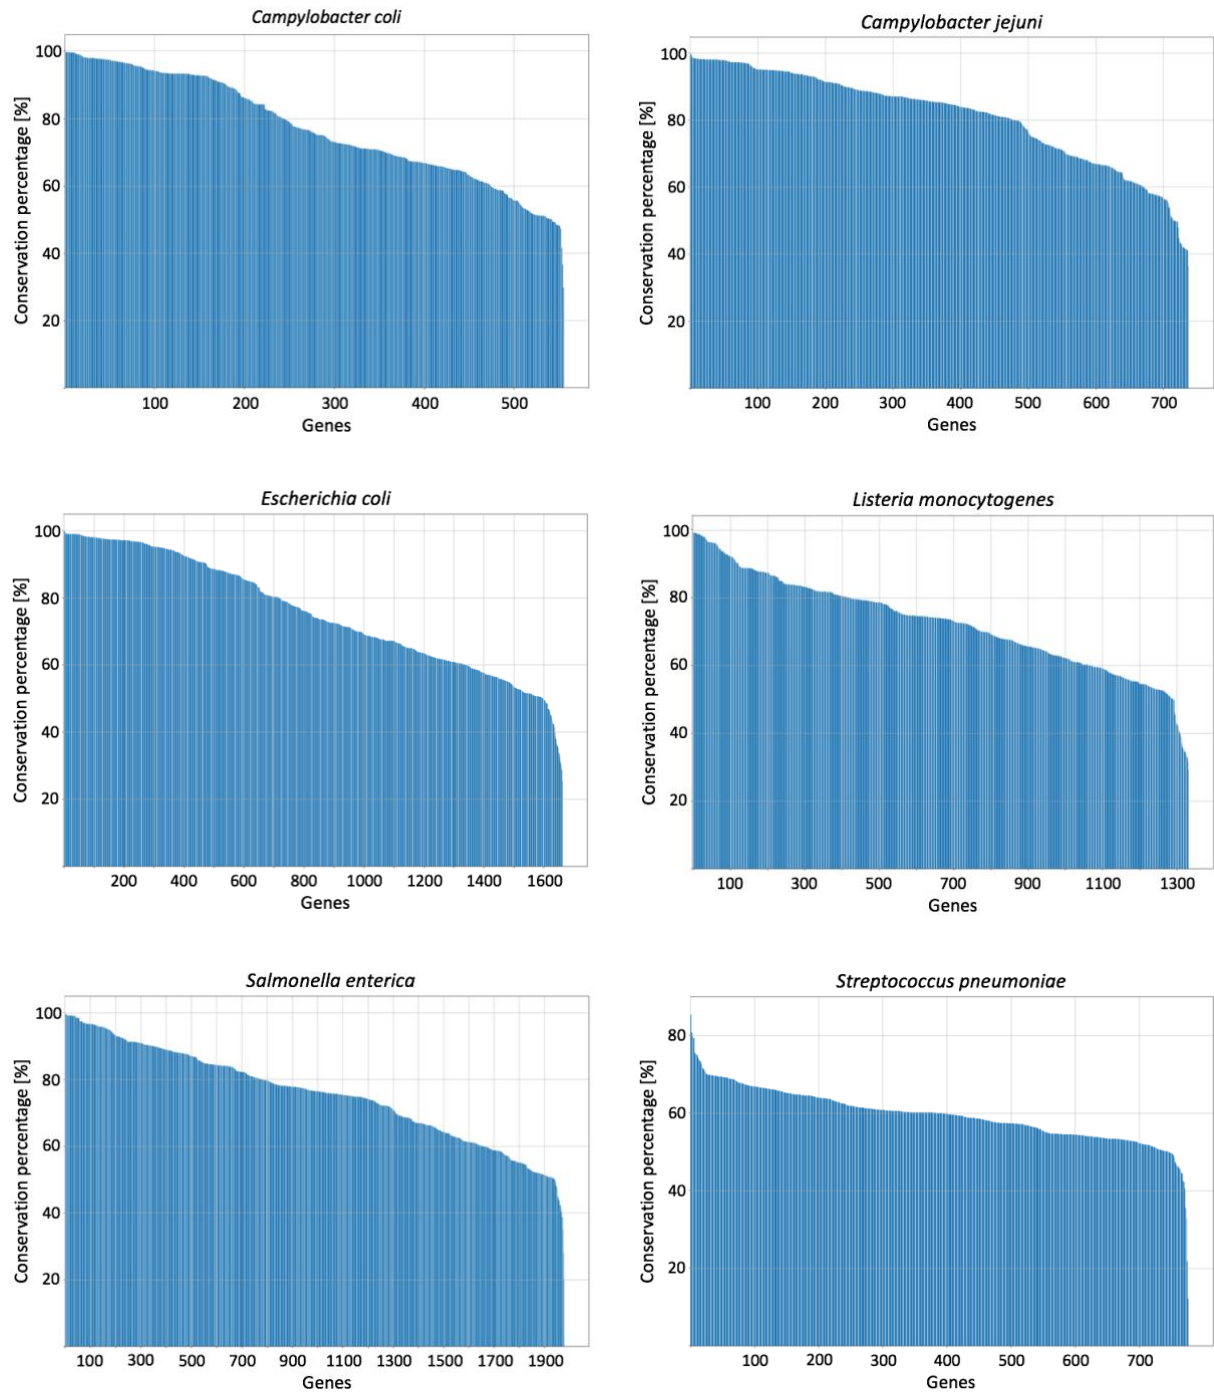 Campylobacter coli
Conservation percentage [%]
100
80
60
40
20
100 200 300 400 500
Genes
Campylobacter jejuni
Conservation percentage [%]
100
80
60
40
20
100 200 300 400 500 600 700
Genes
Escherichia coli
Conservation percentage [%]
100
80
60
40
20
200 400 600 800 1000 1200 1400 1600
Genes
Listeria monocytogenes
Conservation percentage [%]
100
80
60
40
20
100 300 500 700 900 1100 1300
Genes
Salmonella enterica
Conservation percentage [%]
100
80
60
40
20
100 300 500 700 900 1100 1300 1500 1700 1900
Genes
Streptococcus pneumoniae
Conservation percentage [%]
80
60
40
20
100 200 300 400 500 600 700
Genes